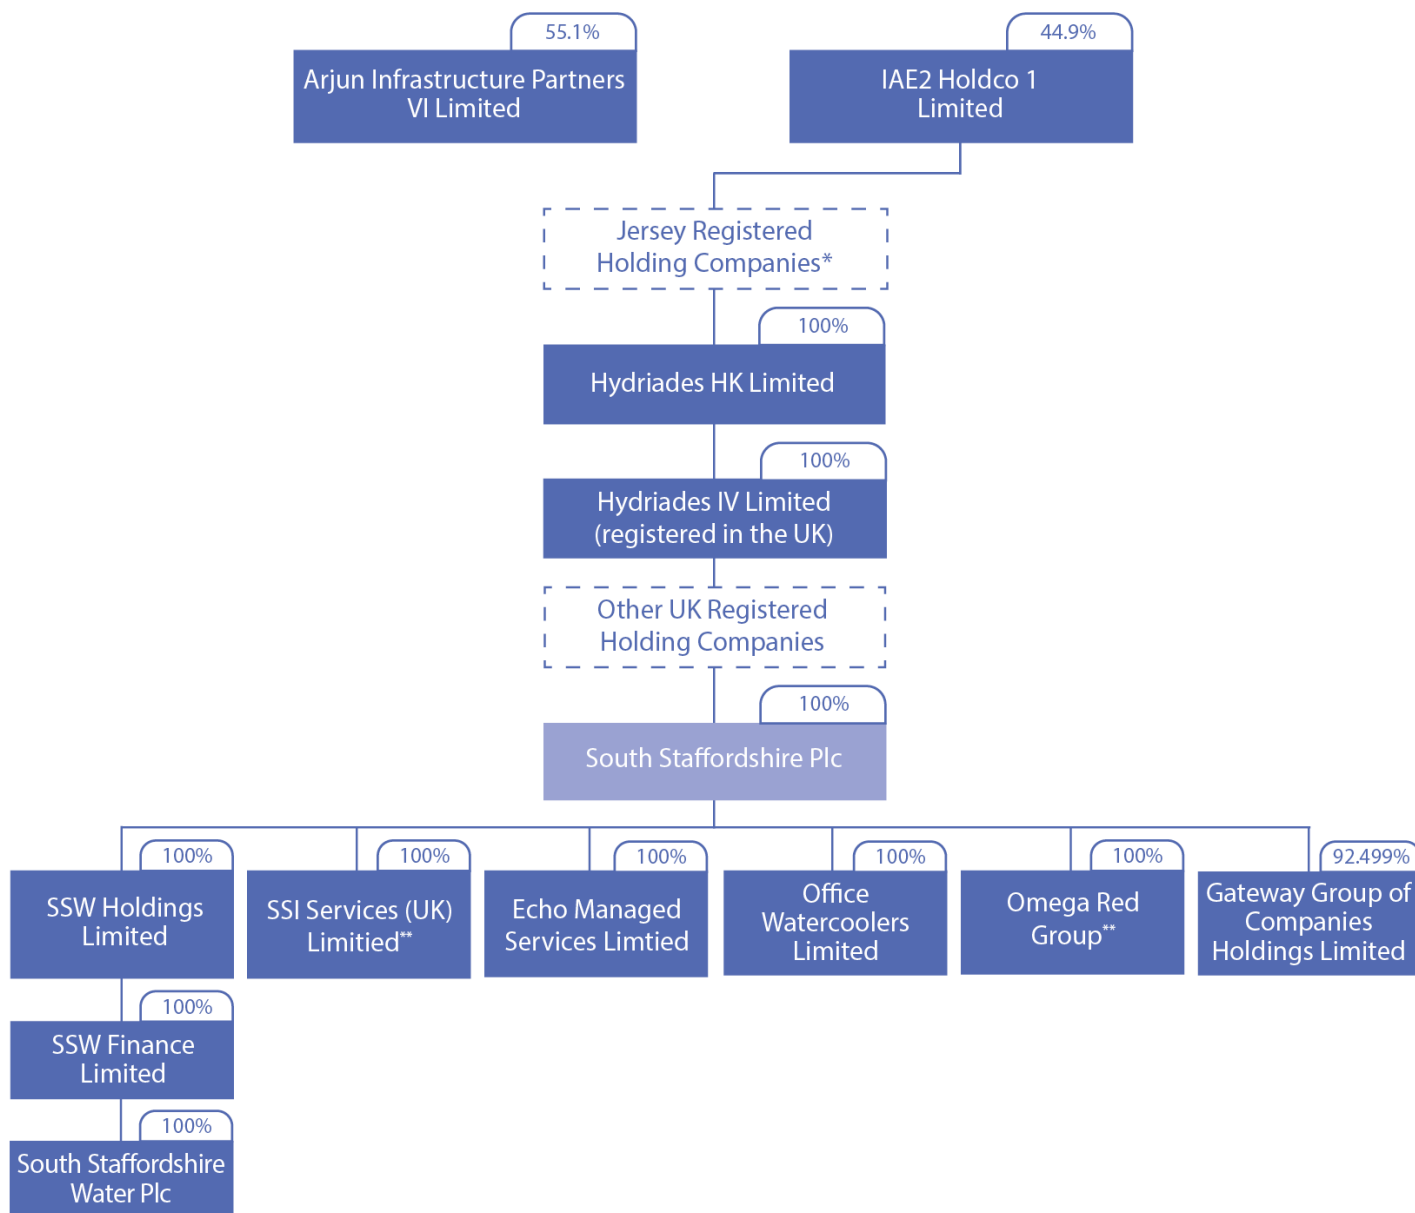 55.1%
Arjun Infrastructure Partners
VI Limited
44.9%
IAE2 Holdco 1
Limited
Jersey Registered
Holding Companies*
100%
Hydriades HK Limited
100%
Hydriades IV Limited
(registered in the UK)
Other UK Registered
Holding Companies
100%
South Staffordshire Plc
100%
SSW Holdings
Limited
100%
SSI Services (UK)
Limitied**
100%
Echo Managed
Services Limtied
100%
Office
Watercoolers
Limited
100%
Omega Red
Group**
92.499%
Gateway Group of
Companies
Holdings Limited
100%
SSW Finance
Limited
100%
South Staffordshire
Water Plc